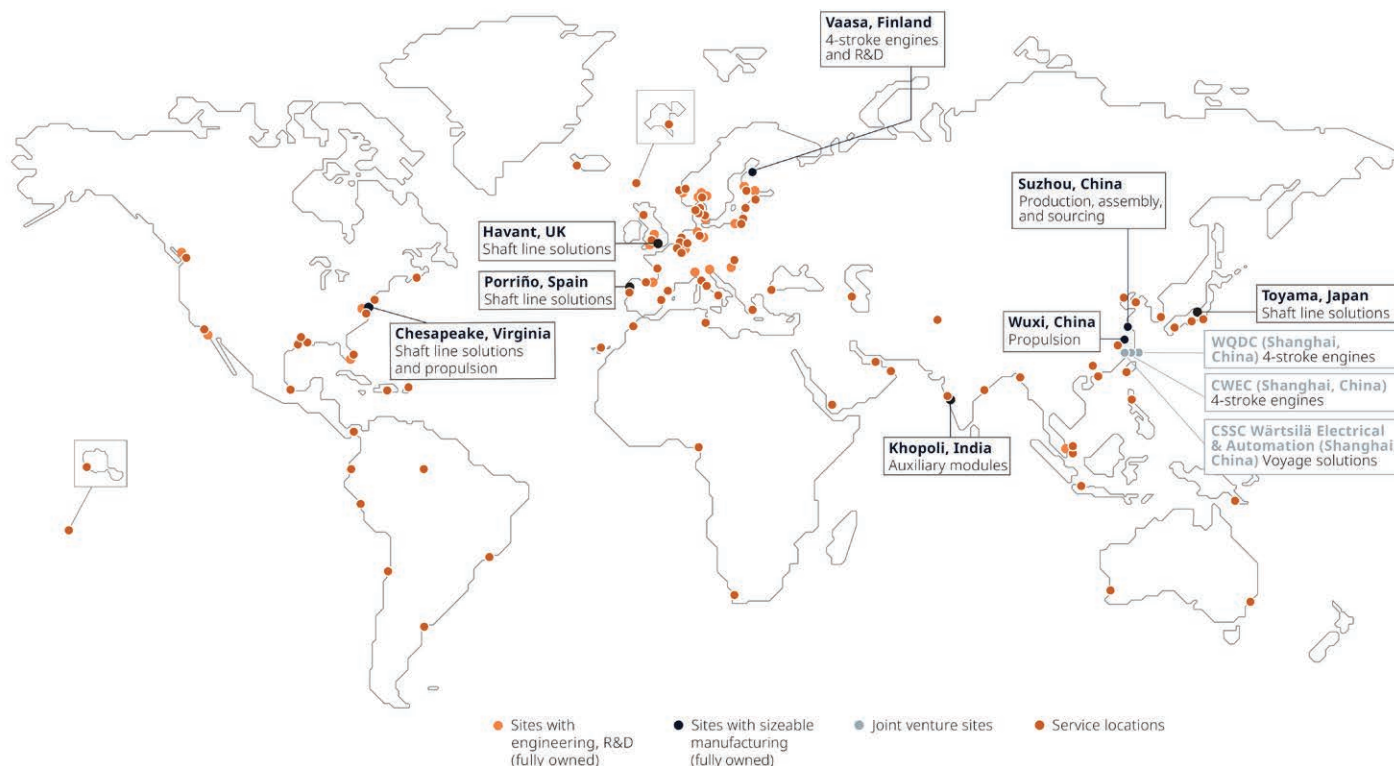 Vaasa, Finland
4-stroke engines
and R&D
Suzhou, China
Production, assembly,
and sourcing
Havant, UK
Shaft line solutions
Porriño, Spain
Shaft line solutions
Toyama, Japan
Shaft line solutions
Chesapeake, Virginia
Shaft line solutions
and propulsion
Wuxi, China
Propulsion
WQDC (Shanghai,
China) 4-stroke engines
CWEC (Shanghai, China)
4-stroke engines
CSSC Wärtsilä Electrical
& Automation (Shanghai
China) Voyage solutions
Khopoli, India
Auxiliary modules
Sites with
engineering, R&D
(fully owned)
Sites with sizeable
manufacturing
(fully owned)
Joint venture sites
Service locations